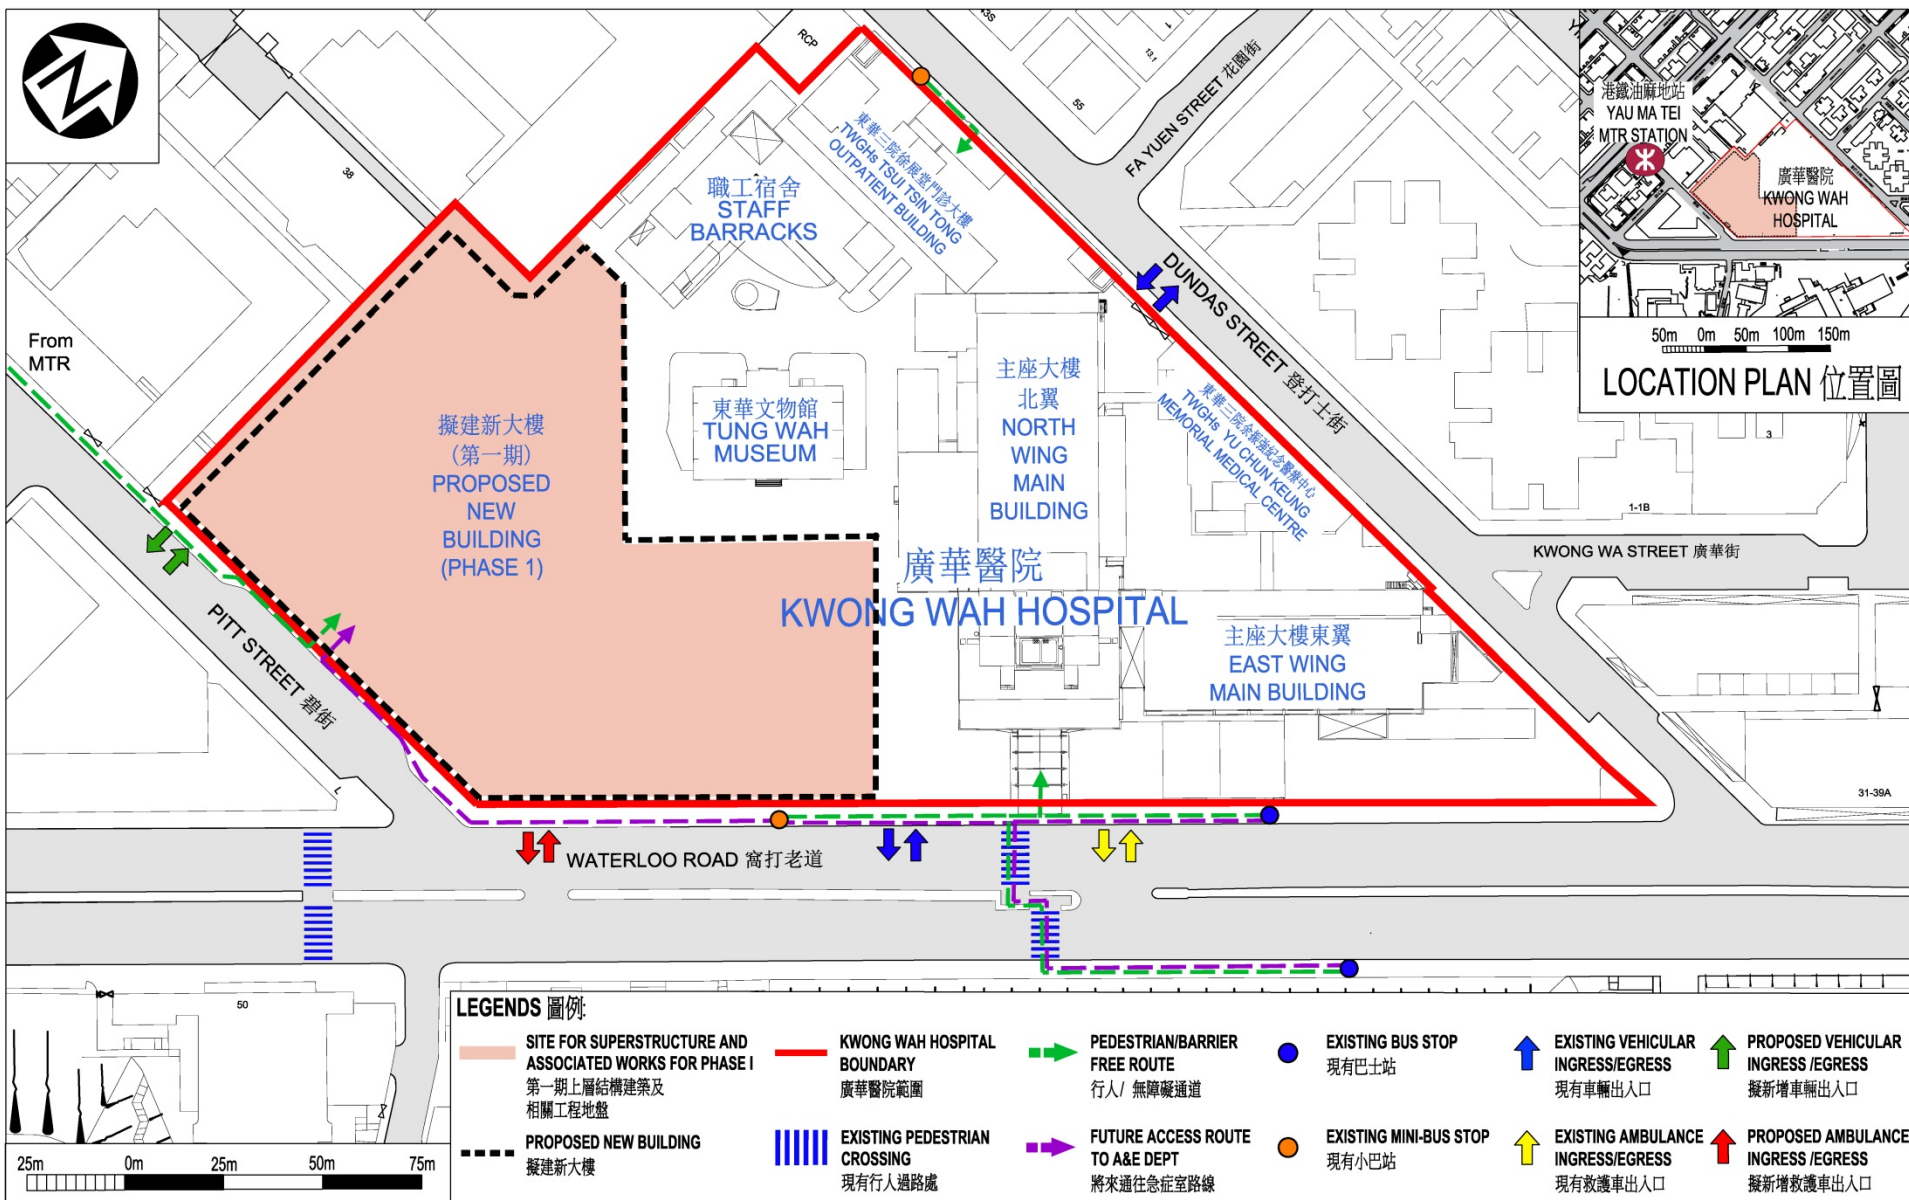 N
RCP
43S
13.1
55
38
FA YUEN STREET 花園街
職工宿舍
STAFF
BARRACKS
東華三院徐展堂門診大樓
TWGHs TSUI TSIN TONG
OUTPATIENT BUILDING
港鐵油麻地站
YAU MA TEI
MTR STATION
廣華醫院
KWONG WAH
HOSPITAL
50m 0m 50m 100m 150m
LOCATION PLAN 位置圖
From
MTR
DUNDAS STREET 登打士街
主座大樓
北翼
NORTH
WING
MAIN
BUILDING
東華文物館
TUNG WAH
MUSEUM
東華三院余振強紀念醫療中心
TWGHs YU CHUN KEUNG
MEMORIAL MEDICAL CENTRE
擬建新大樓
(第一期)
PROPOSED
NEW
BUILDING
(PHASE 1)
3
1-1B
KWONG WA STREET 廣華街
廣華醫院
KWONG WAH HOSPITAL
主座大樓東翼
EAST WING
MAIN BUILDING
PITT STREET 碧街
31-39A
WATERLOO ROAD 窩打老道
50
LEGENDS 圖例:
SITE FOR SUPERSTRUCTURE AND
ASSOCIATED WORKS FOR PHASE I
第一期上層結構建築及
相關工程地盤
PROPOSED NEW BUILDING
擬建新大樓
KWONG WAH HOSPITAL
BOUNDARY
廣華醫院範圍
EXISTING PEDESTRIAN
CROSSING
現有行人過路處
PEDESTRIAN/BARRIER
FREE ROUTE
行人/ 無障礙通道
FUTURE ACCESS ROUTE
TO A&E DEPT
將來通往急症室路線
EXISTING BUS STOP
現有巴士站
EXISTING MINI-BUS STOP
現有小巴站
EXISTING VEHICULAR
INGRESS/EGRESS
現有車輛出入口
EXISTING AMBULANCE
INGRESS/EGRESS
現有救護車出入口
PROPOSED VEHICULAR
INGRESS /EGRESS
擬新增車輛出入口
PROPOSED AMBULANCE
INGRESS /EGRESS
擬新增救護車出入口
25m 0m 25m 50m 75m